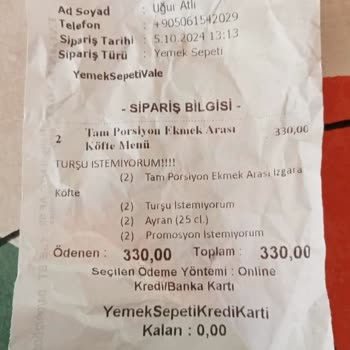 Ad Soyad : Uğur Atlı
Telefon : +905061542029
Sipariş Tarihi : 5.10.2024 13:13
Sipariş Türü : Yemek Sepeti
YemekSepetiVale
- SİPARİŞ BİLGİSİ -
2 Tam Porsiyon Ekmek Arası 330,00
Köfte Menü
TURŞU ISTEMIYORUM!!!!
(2) Tam Porsiyon Ekmek Arası Izgara
Köfte
(2) Turşu İstemiyorum
(2) Ayran (25 cl.)
(2) Promosyon İstemiyorum
Ödenen : 330,00 Toplam : 330,00
Seçilen Ödeme Yöntemi : Online
Kredi/Banka Kartı
YemekSepetiKrediKarti
Kalan : 0,00